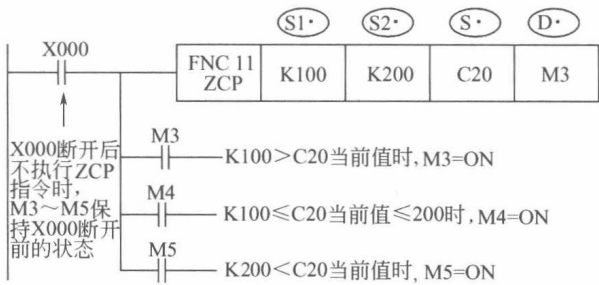 S1· S2· S· D·
X000
FNC 11
ZCP K100 K200 C20 M3
X000断开后
不执行ZCP
指令时,
M3~M5保
持X000断开
前的状态
M3
K100>C20当前值时, M3=ON
M4
K100≤C20当前值≤200时, M4=ON
M5
K200<C20当前值时, M5=ON